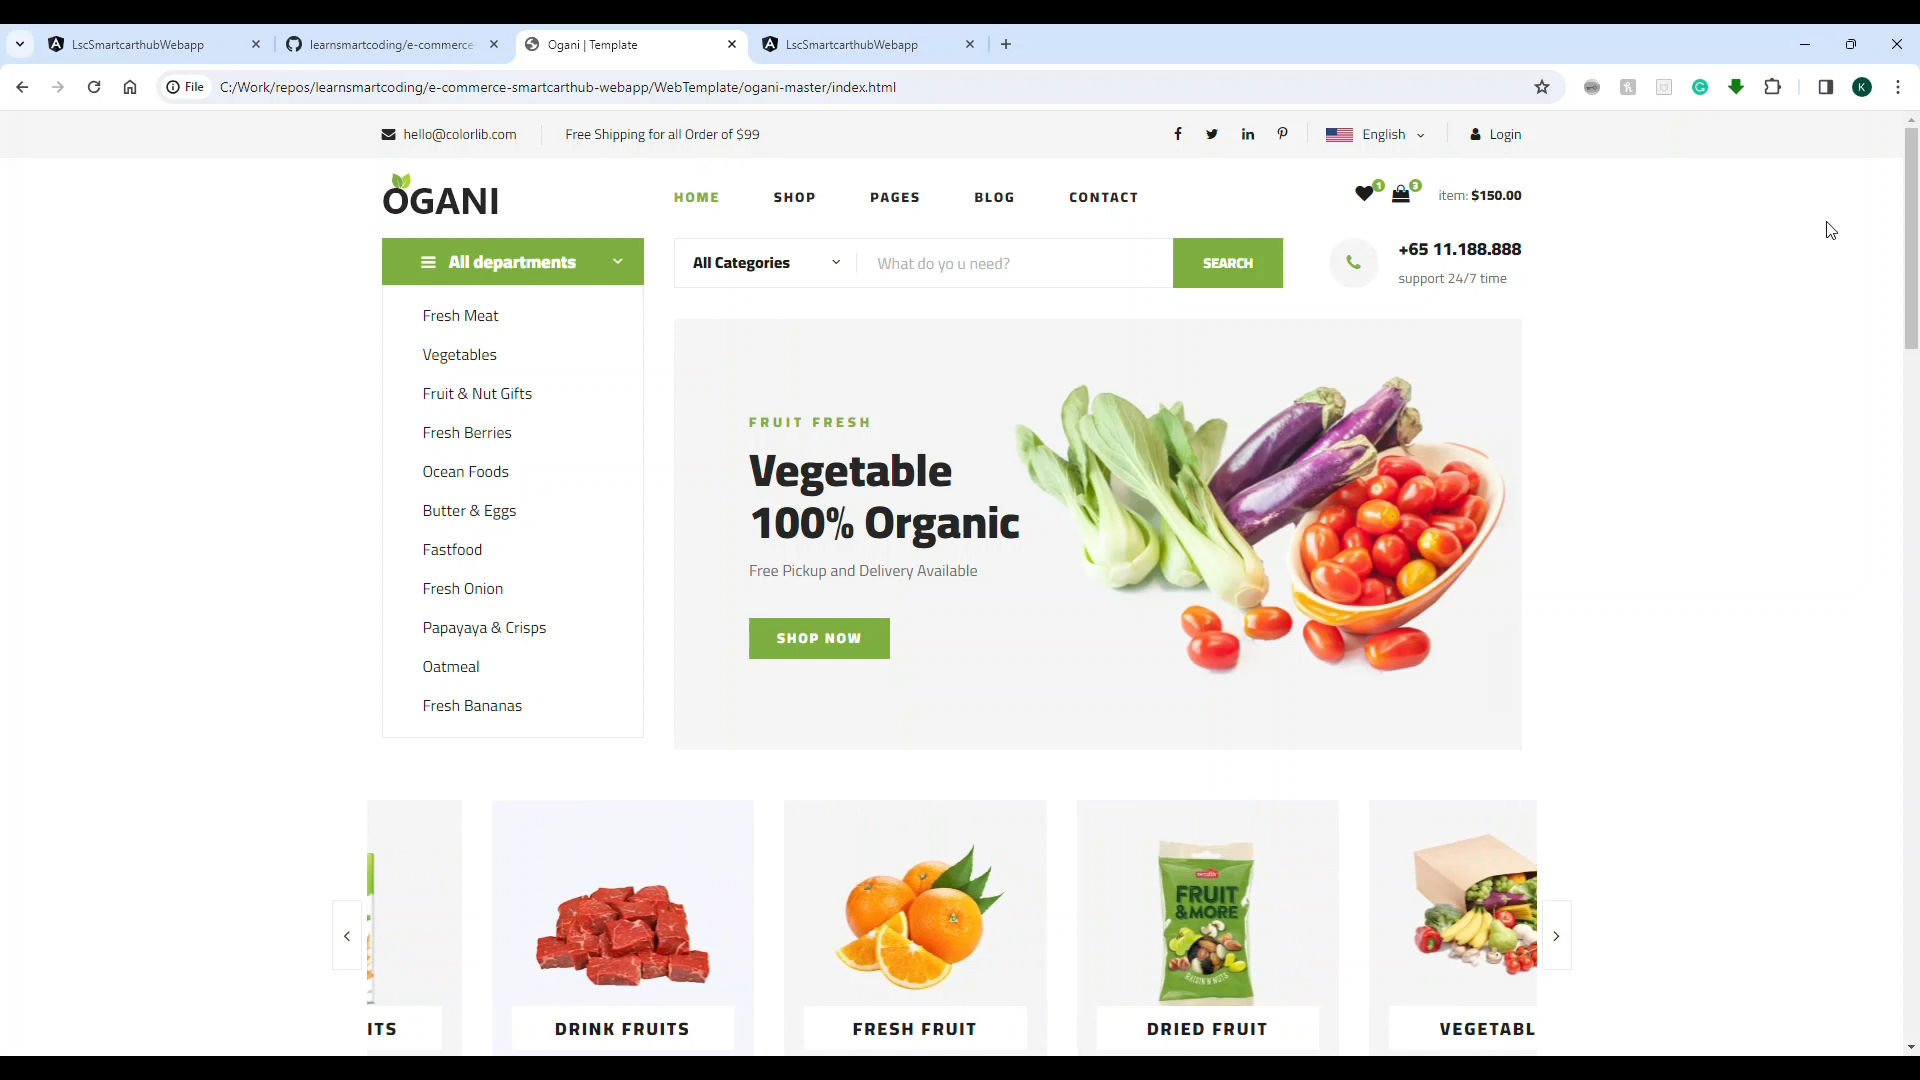 LscSmartcarthubWebapp
learnsmartcoding/e-commerce
Ogani | Template
LscSmartcarthubWebapp
File
C:/Work/repos/learnsmartcoding/e-commerce-smartcarthub-webapp/WebTemplate/ogani-master/index.html
K
hello@colorlib.com
Free Shipping for all Order of $99
English
Login
OGANI
HOME
SHOP
PAGES
BLOG
CONTACT
1
3
item: $150.00
All departments
All Categories
What do yo u need?
SEARCH
+65 11.188.888
support 24/7 time
Fresh Meat
Vegetables
Fruit & Nut Gifts
Fresh Berries
Ocean Foods
Butter & Eggs
Fastfood
Fresh Onion
Papayaya & Crisps
Oatmeal
Fresh Bananas
FRUIT FRESH
Vegetable
100% Organic
Free Pickup and Delivery Available
SHOP NOW
FRUIT
& MORE
ITS
DRINK FRUITS
FRESH FRUIT
DRIED FRUIT
VEGETABL